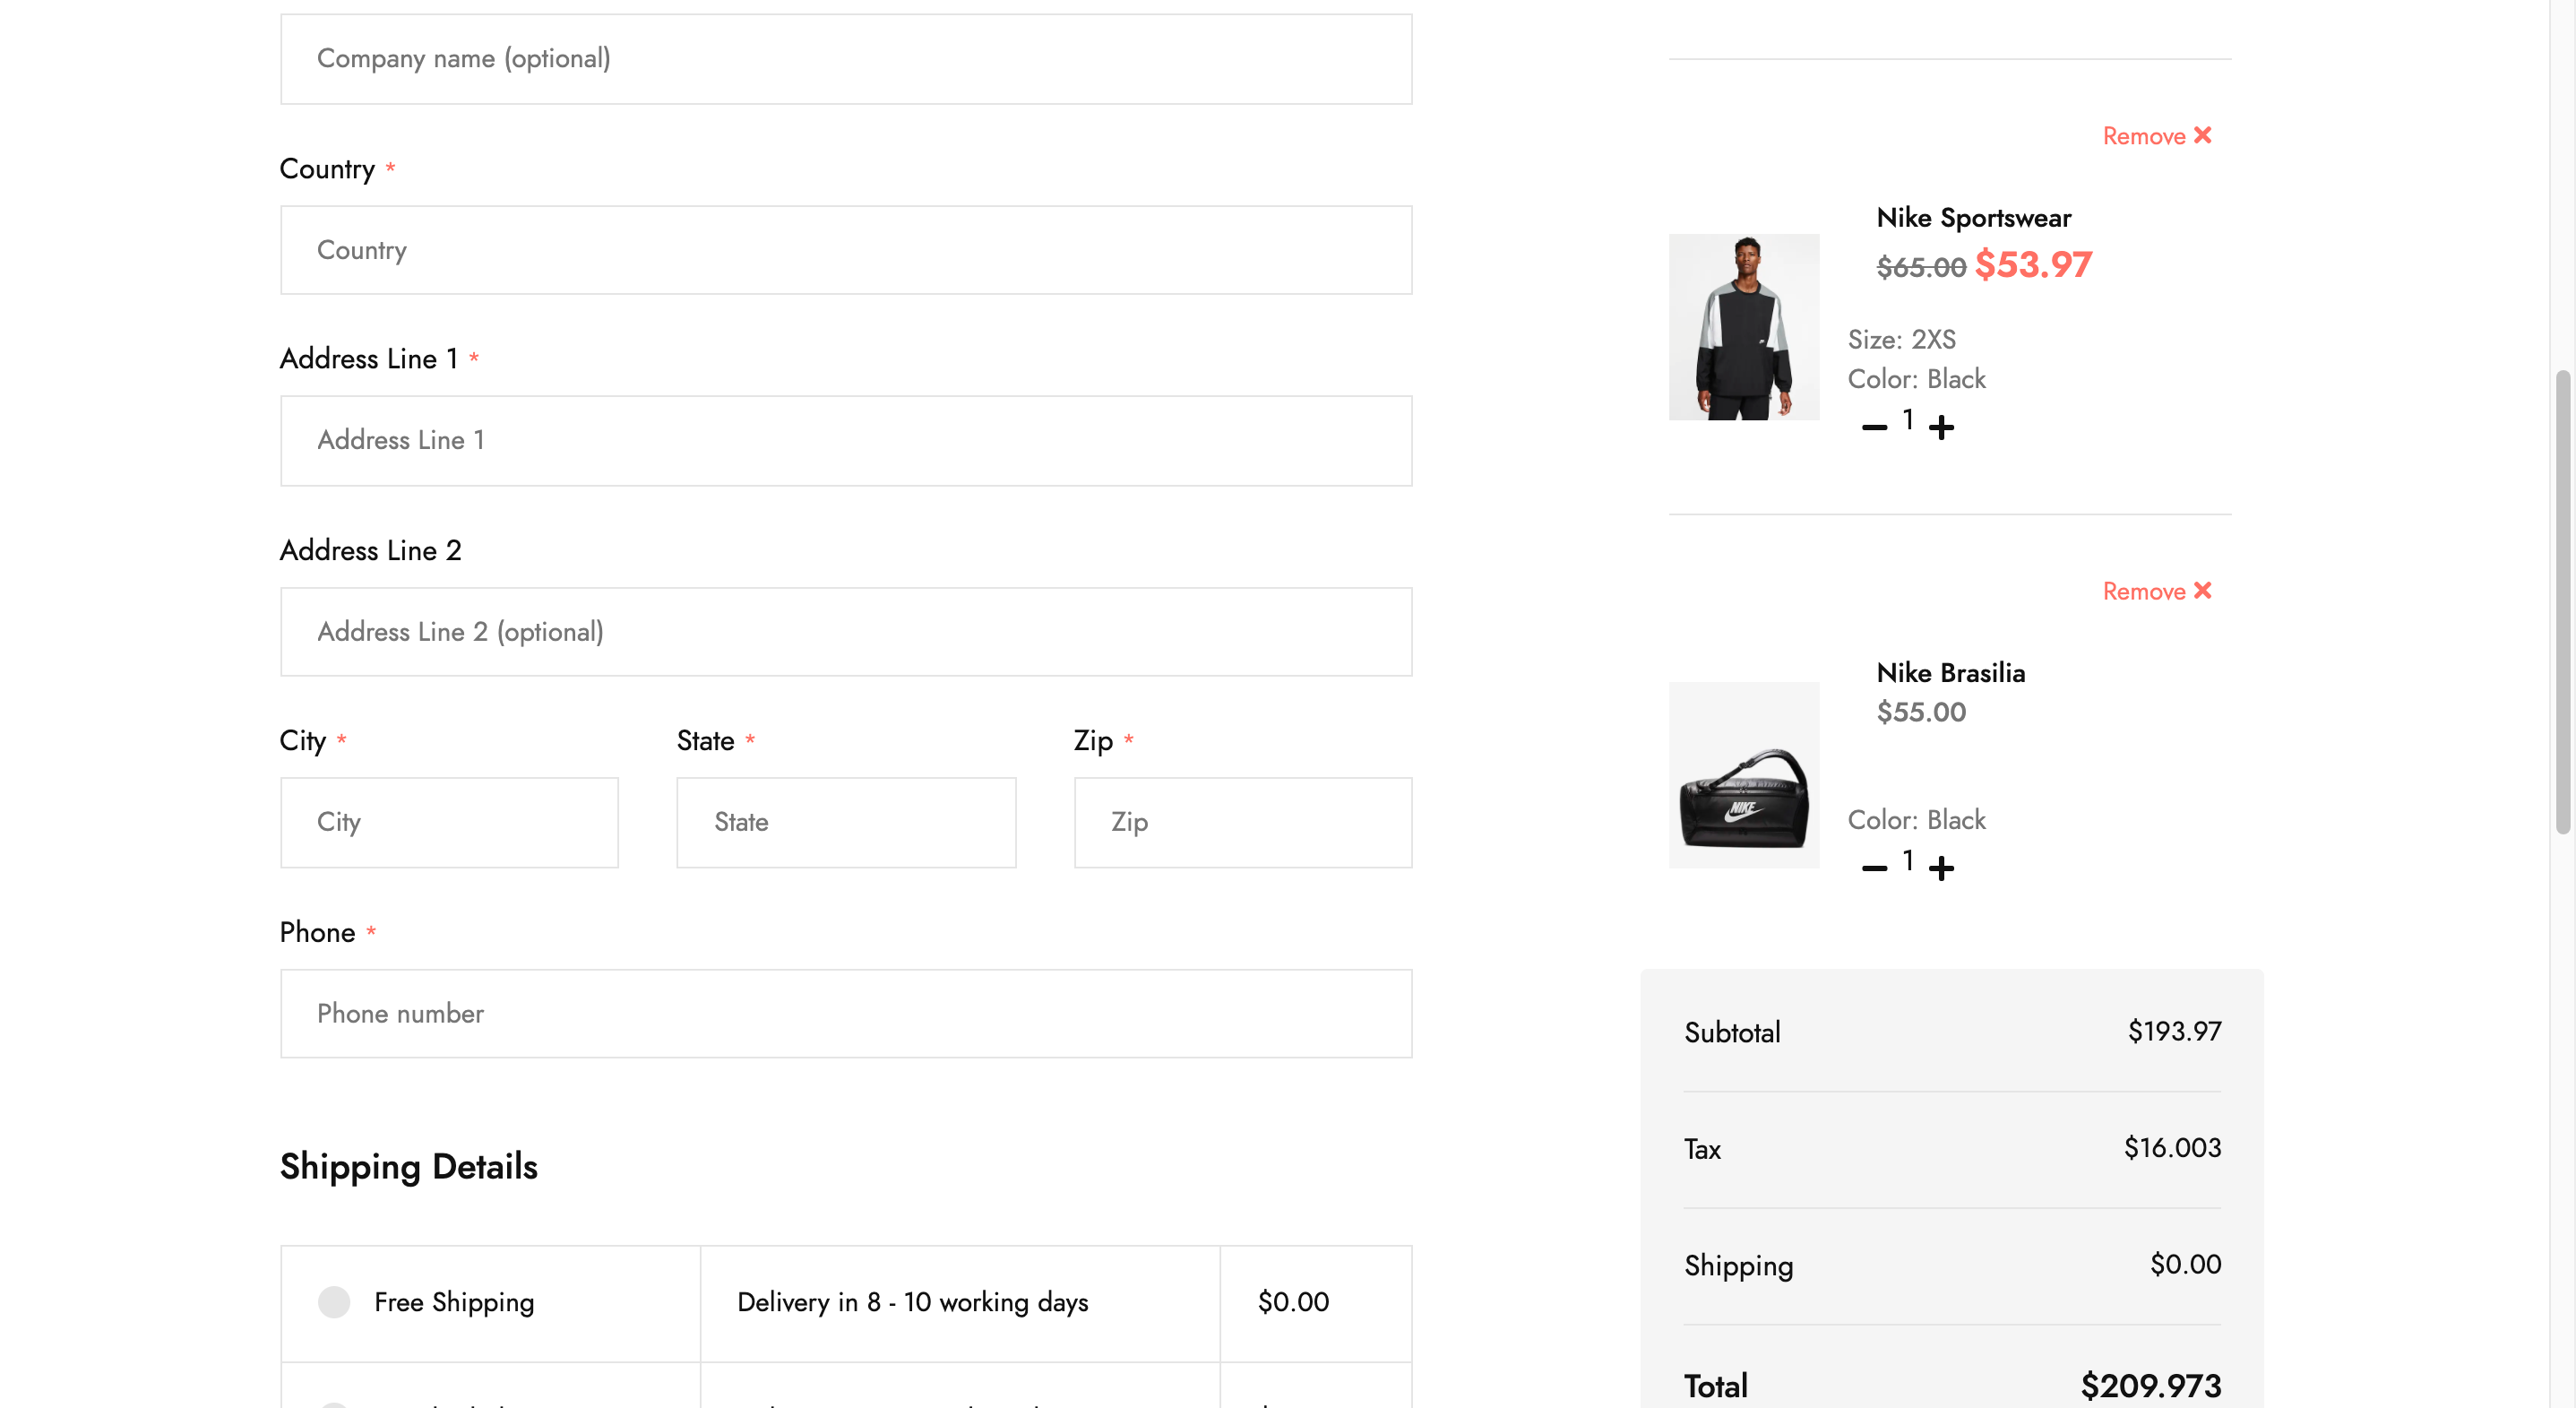 Company name (optional)
Country *
Country
Address Line 1 *
Address Line 1
Address Line 2
Address Line 2 (optional)
City * State * Zip *
City State Zip
Phone *
Phone number
Shipping Details
Free Shipping Delivery in 8 - 10 working days $0.00
Remove ✕
Nike Sportswear
$65.00 $53.97
Size: 2XS
Color: Black
1
Remove ✕
Nike Brasilia
$55.00
NIKE
Color: Black
1
Subtotal $193.97
Tax $16.003
Shipping $0.00
Total $209.973